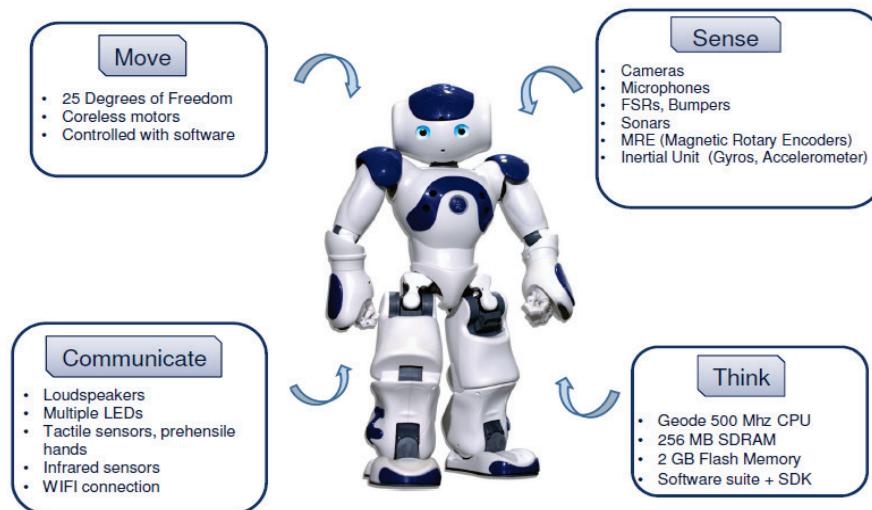 Move
• 25 Degrees of Freedom
• Coreless motors
• Controlled with software
Sense
• Cameras
• Microphones
• FSRs, Bumpers
• Sonars
• MRE (Magnetic Rotary Encoders)
• Inertial Unit (Gyros, Accelerometer)
Communicate
• Loudspeakers
• Multiple LEDs
• Tactile sensors, prehensile
hands
• Infrared sensors
• WIFI connection
Think
• Geode 500 Mhz CPU
• 256 MB SDRAM
• 2 GB Flash Memory
• Software suite + SDK